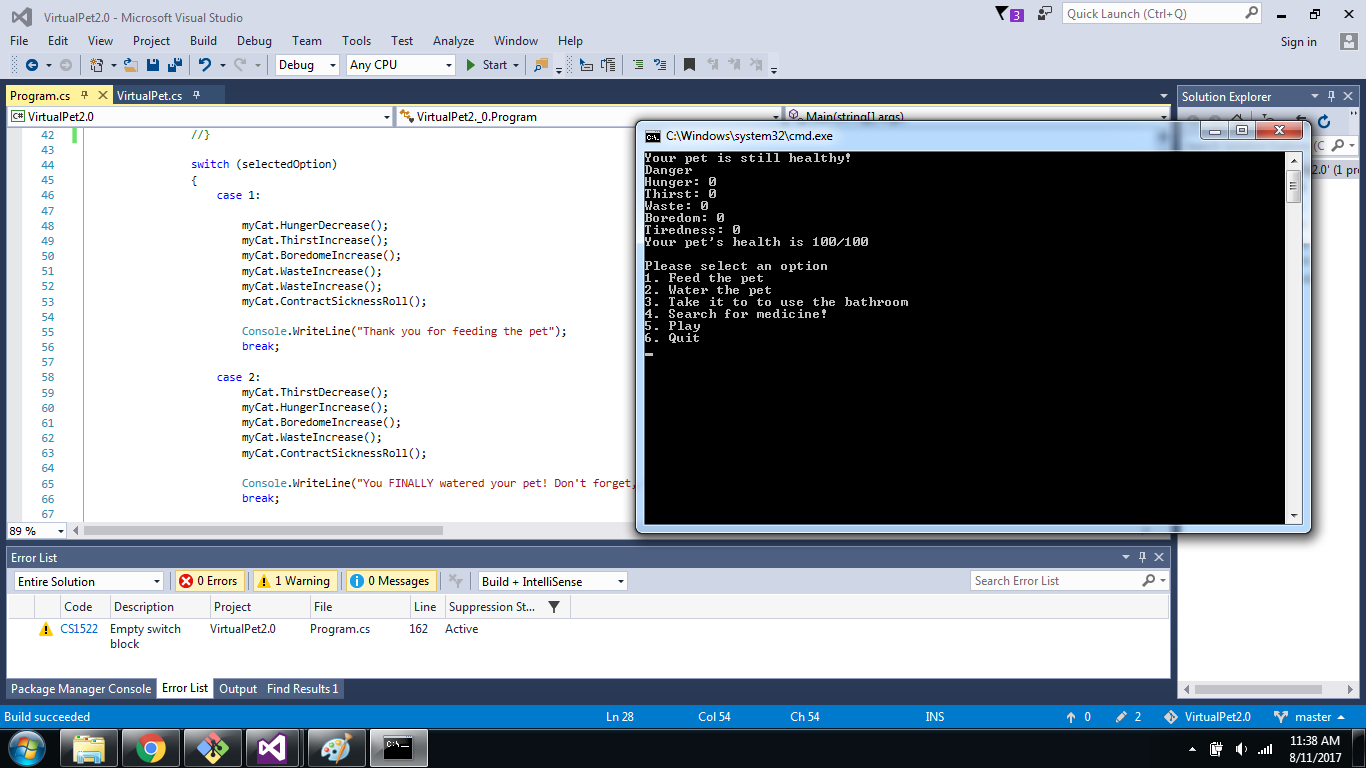 VirtualPet2.0 - Microsoft Visual Studio
3
Quick Launch (Ctrl+Q)
File Edit View Project Build Debug Team Tools Test Analyze Window Help
Sign in
Debug Any CPU Start
Program.cs VirtualPet.cs
C# VirtualPet2.0 VirtualPet2._0.Program Main(string[] args)
42 //}
43
44 switch (selectedOption)
45 {
46 case 1:
47
48 myCat.HungerDecrease();
49 myCat.ThirstIncrease();
50 myCat.BoredomeIncrease();
51 myCat.WasteIncrease();
52 myCat.WasteIncrease();
53 myCat.ContractSicknessRoll();
54
55 Console.WriteLine("Thank you for feeding the pet");
56 break;
57
58 case 2:
59 myCat.ThirstDecrease();
60 myCat.HungerIncrease();
61 myCat.BoredomeIncrease();
62 myCat.WasteIncrease();
63 myCat.ContractSicknessRoll();
64
65 Console.WriteLine("You FINALLY watered your pet! Don't forget,
66 break;
67
89 %
C:\Windows\system32\cmd.exe
Your pet is still healthy!
Danger
Hunger: 0
Thirst: 0
Waste: 0
Boredom: 0
Tiredness: 0
Your pet's health is 100/100
Please select an option
1. Feed the pet
2. Water the pet
3. Take it to to use the bathroom
4. Search for medicine!
5. Play
6. Quit
Solution Explorer
(C
2.0' (1 pro
Error List
Entire Solution 0 Errors 1 Warning 0 Messages Build + IntelliSense Search Error List
Code Description Project File Line Suppression St...
CS1522 Empty switch block VirtualPet2.0 Program.cs 162 Active
Package Manager Console Error List Output Find Results 1
Build succeeded Ln 28 Col 54 Ch 54 INS 0 2 VirtualPet2.0 master
C:\
11:38 AM
8/11/2017